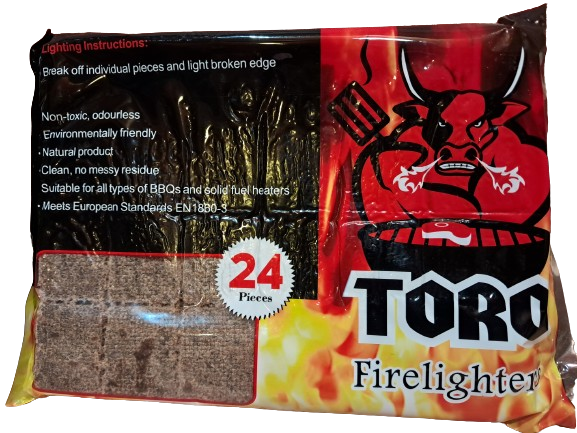 Lighting Instructions:
Break off individual pieces and light broken edge
Non-toxic, odourless
Environmentally friendly
• Natural product
Clean, no messy residue
Suitable for all types of BBQs and solid fuel heaters
• Meets European Standards EN1860-3
24
Pieces
TORO
Firelighters